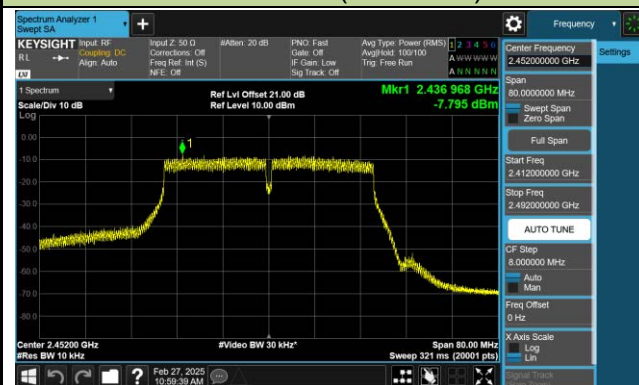 Spectrum Analyzer 1
Swept SA
+
Frequency
KEYSIGHT
RL
LXI
Input: RF
Coupling: DC
Align: Auto
Input Z: 50 Ω
Corrections: Off
Freq Ref: Int (S)
NFE: Off
#Atten: 20 dB
PNO: Fast
Gate: Off
IF Gain: Low
Sig Track: Off
Avg Type: Power (RMS)
Avg|Hold: 100/100
Trig: Free Run
1 2 3 4 5 6
A W W W W W
A N N N N N
1 Spectrum
Scale/Div 10 dB
Log
Ref Lvl Offset 21.00 dB
Ref Level 10.00 dBm
Mkr1 2.436 968 GHz
-7.795 dBm
1
0.00
-10.0
-20.0
-30.0
-40.0
-50.0
-60.0
-70.0
-80.0
Center 2.45200 GHz
#Res BW 10 kHz
#Video BW 30 kHz*
Span 80.00 MHz
Sweep 321 ms (20001 pts)
?
Feb 27, 2025
10:59:39 AM
Center Frequency
2.452000000 GHz
Settings
Span
80.0000000 MHz
Swept Span
Zero Span
Full Span
Start Freq
2.412000000 GHz
Stop Freq
2.492000000 GHz
AUTO TUNE
CF Step
8.000000 MHz
Auto
Man
Freq Offset
0 Hz
X Axis Scale
Log
Lin
Signal Track